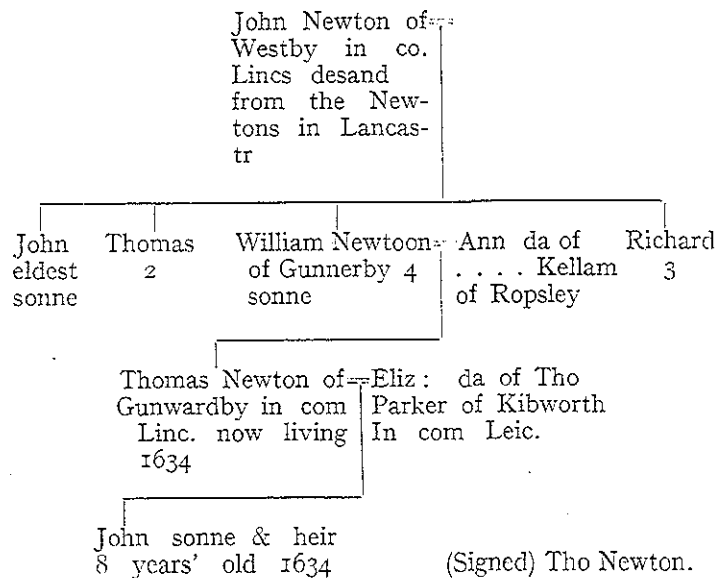 John Newton of
Westby in co.
Lincs desand
from the New-
tons in Lancas-
tr
John
eldest
sonne
Thomas
2
William Newtoon
of Gunnerby 4
sonne
Ann da of
. . . . Kellam
of Ropsley
Richard
3
Thomas Newton of
Gunwardby in com
Linc. now living
1634
Eliz : da of Tho
Parker of Kibworth
In com Leic.
John sonne & heir
8 years' old 1634
(Signed) Tho Newton.